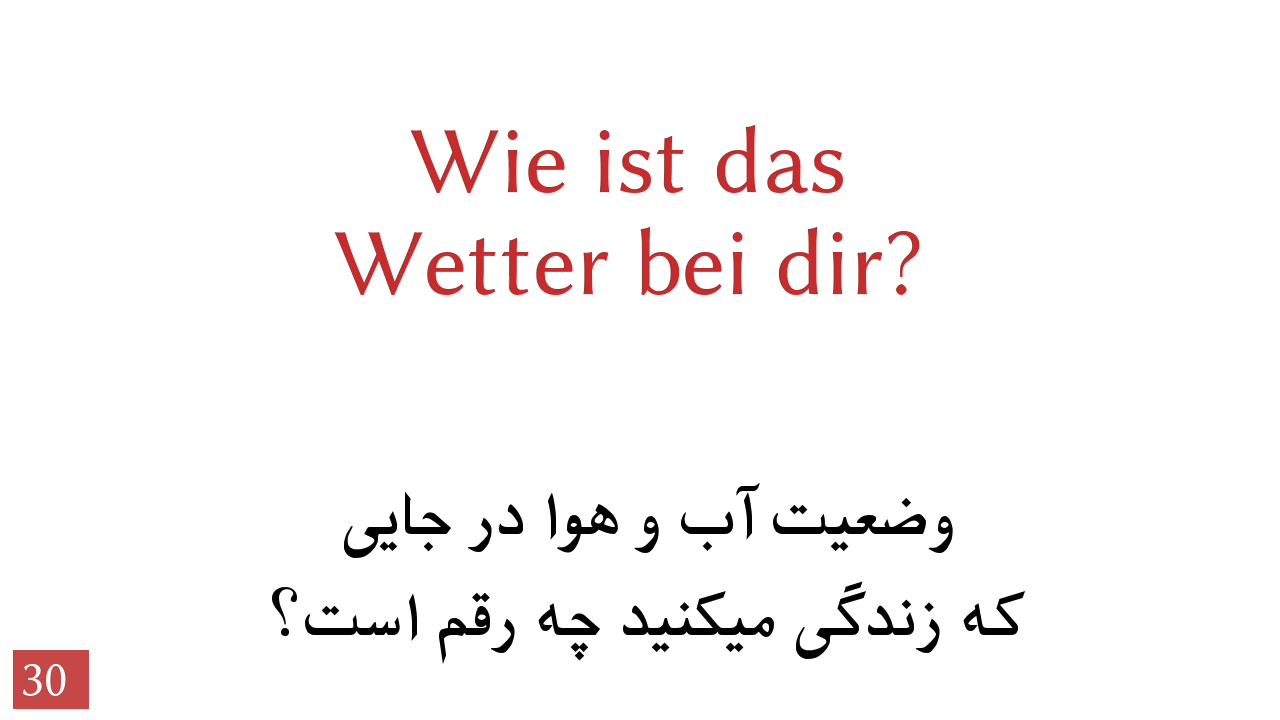 Wie ist das
Wetter bei dir?
وضعیت آب و هوا در جایی
که زندگی میکنید چه رقم است؟
30